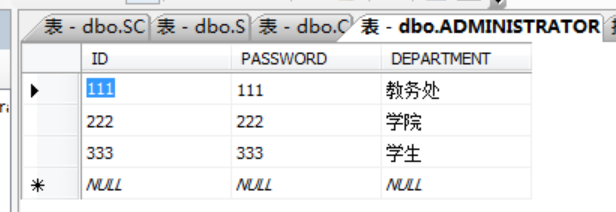 表 - dbo.SC 表 - dbo.S 表 - dbo.C 表 - dbo.ADMINISTRATOR
ID PASSWORD DEPARTMENT
111 111 教务处
222 222 学院
333 333 学生
NULL NULL NULL